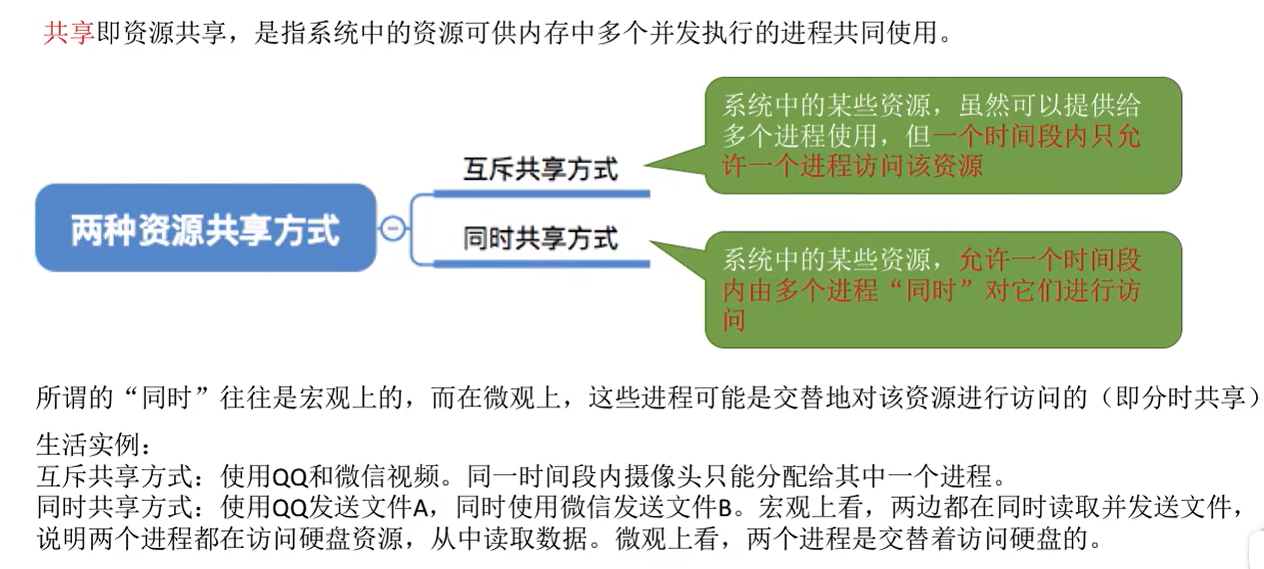 共享即资源共享，是指系统中的资源可供内存中多个并发执行的进程共同使用。
两种资源共享方式
互斥共享方式
系统中的某些资源，虽然可以提供给
多个进程使用，但一个时间段内只允
许一个进程访问该资源
同时共享方式
系统中的某些资源，允许一个时间段
内由多个进程“同时”对它们进行访
问
所谓的“同时”往往是宏观上的，而在微观上，这些进程可能是交替地对该资源进行访问的（即分时共享）
生活实例：
互斥共享方式：使用QQ和微信视频。同一时间段内摄像头只能分配给其中一个进程。
同时共享方式：使用QQ发送文件A，同时使用微信发送文件B。宏观上看，两边都在同时读取并发送文件，
说明两个进程都在访问硬盘资源，从中读取数据。微观上看，两个进程是交替着访问硬盘的。